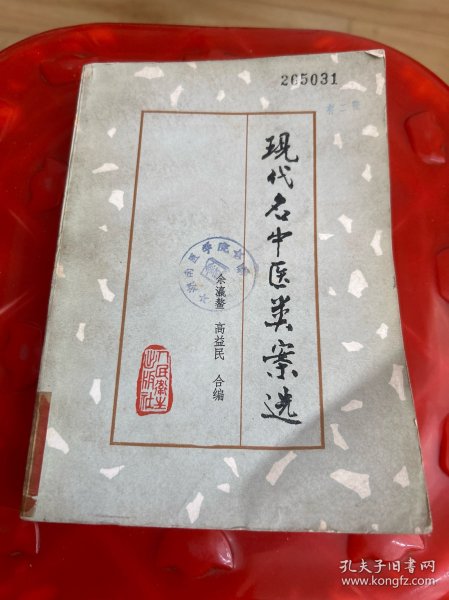 265031
现代名中医类案选
余瀛鳌 高益民 合编
人民卫生出版社
孔夫子旧书网
www.kongfz.com